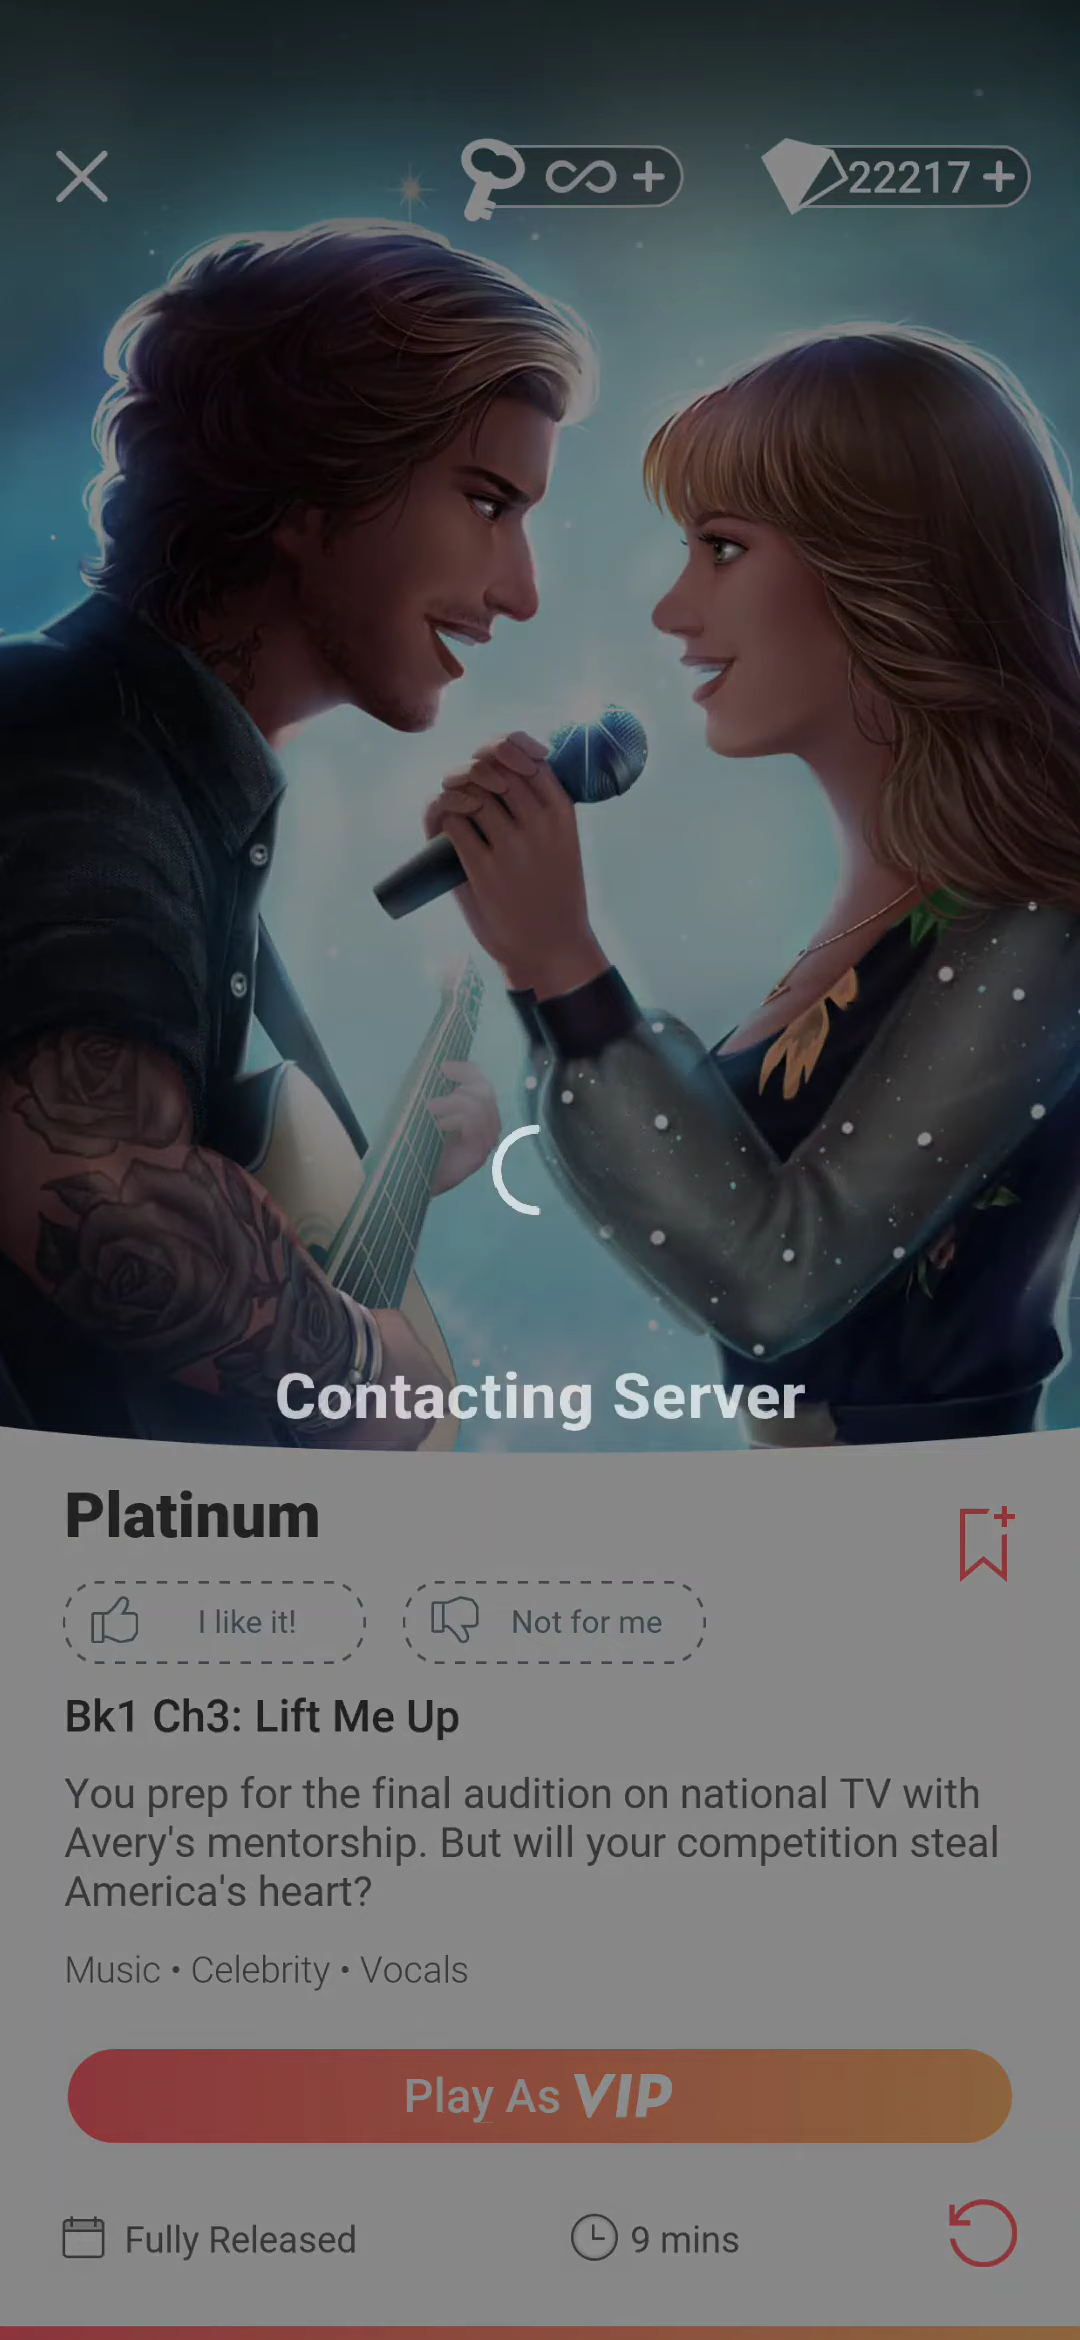 22217
Contacting Server
Platinum
I like it!
Not for me
Bk1 Ch3: Lift Me Up
You prep for the final audition on national TV with
Avery's mentorship. But will your competition steal
America's heart?
Music • Celebrity • Vocals
Play As VIP
Fully Released
9 mins